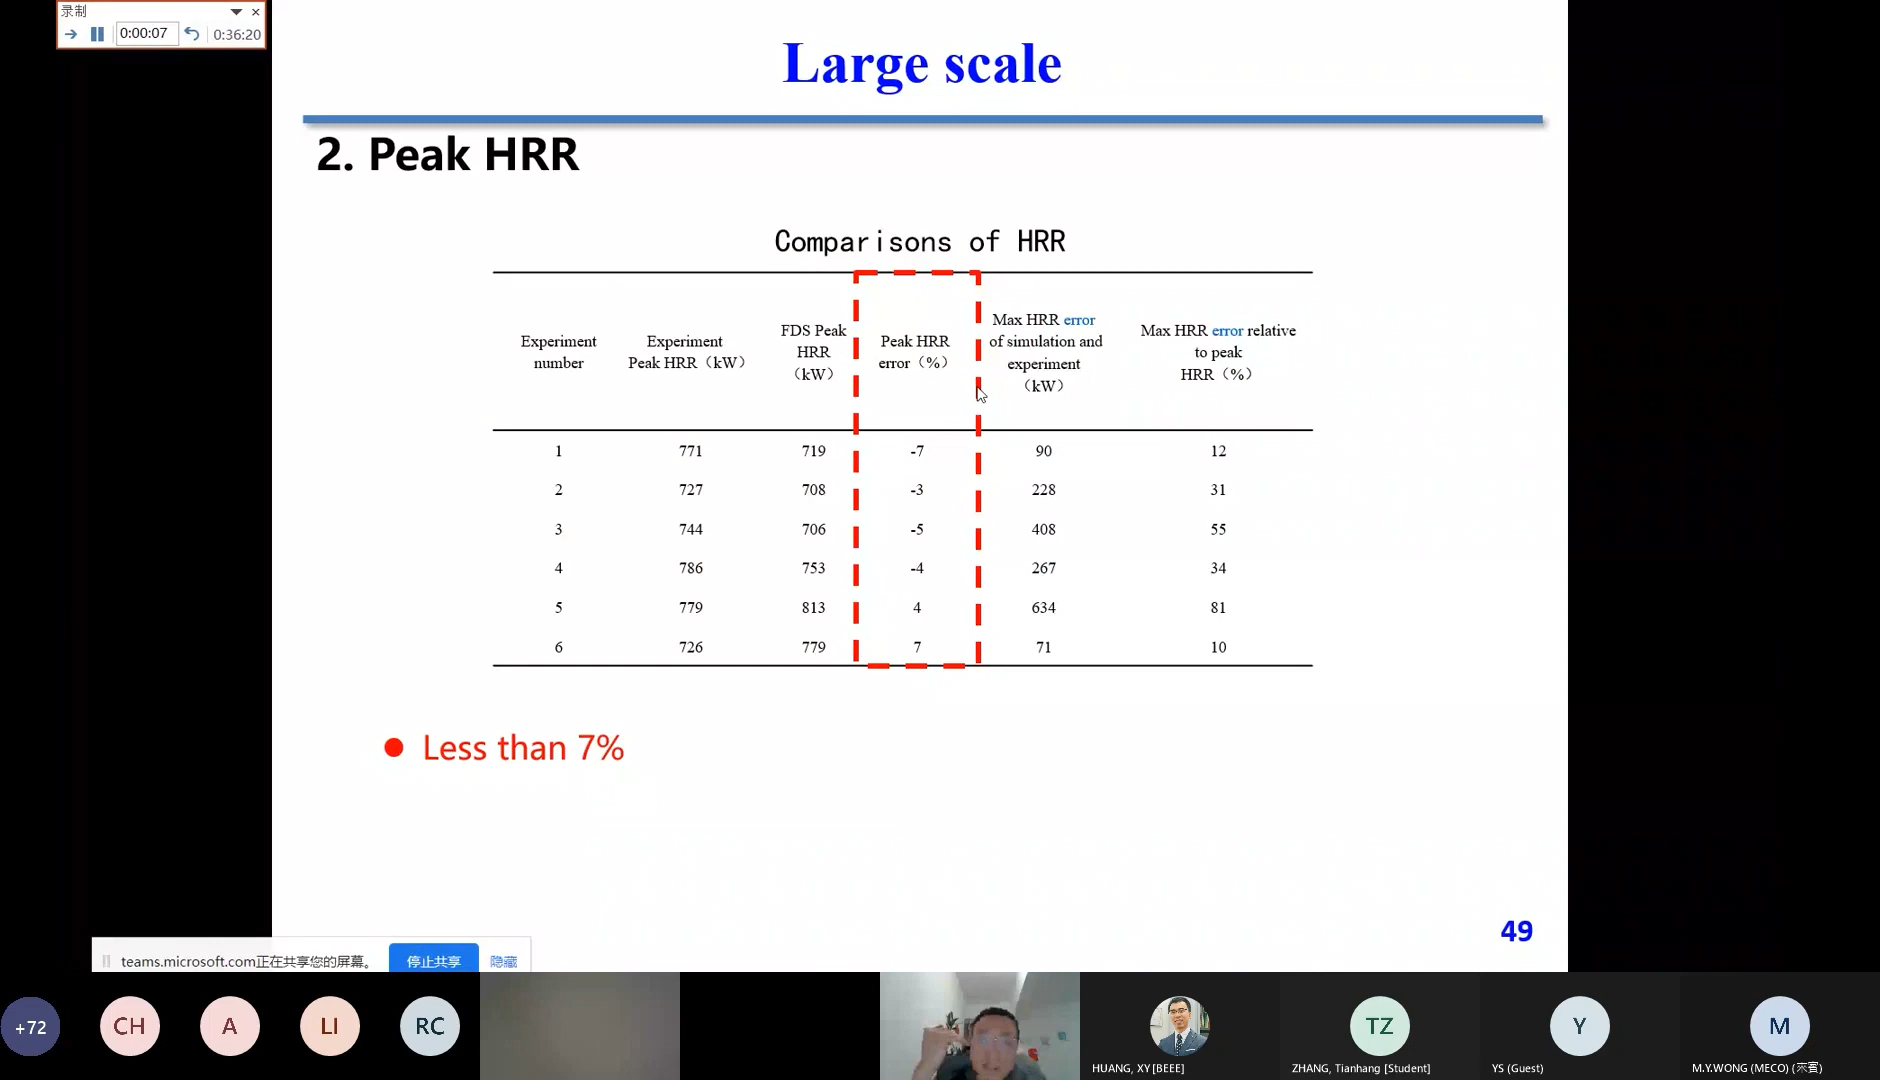 录制
0:00:07
0:36:20
Large scale
2. Peak HRR
Comparisons of HRR
Experiment number
Experiment Peak HRR（kW）
FDS Peak HRR（kW）
Peak HRR error（%）
Max HRR error of simulation and experiment（kW）
Max HRR error relative to peak HRR（%）
1 771 719 -7 90 12
2 727 708 -3 228 31
3 744 706 -5 408 55
4 786 753 -4 267 34
5 779 813 4 634 81
6 726 779 7 71 10
Less than 7%
49
teams.microsoft.com正在共享您的屏幕。 停止共享 隐藏
+72
CH
A
LI
RC
TZ
Y
M
HUANG, XY [BEEE]
ZHANG, Tianhang [Student]
YS (Guest)
M.Y.WONG (MECO) (来宾)